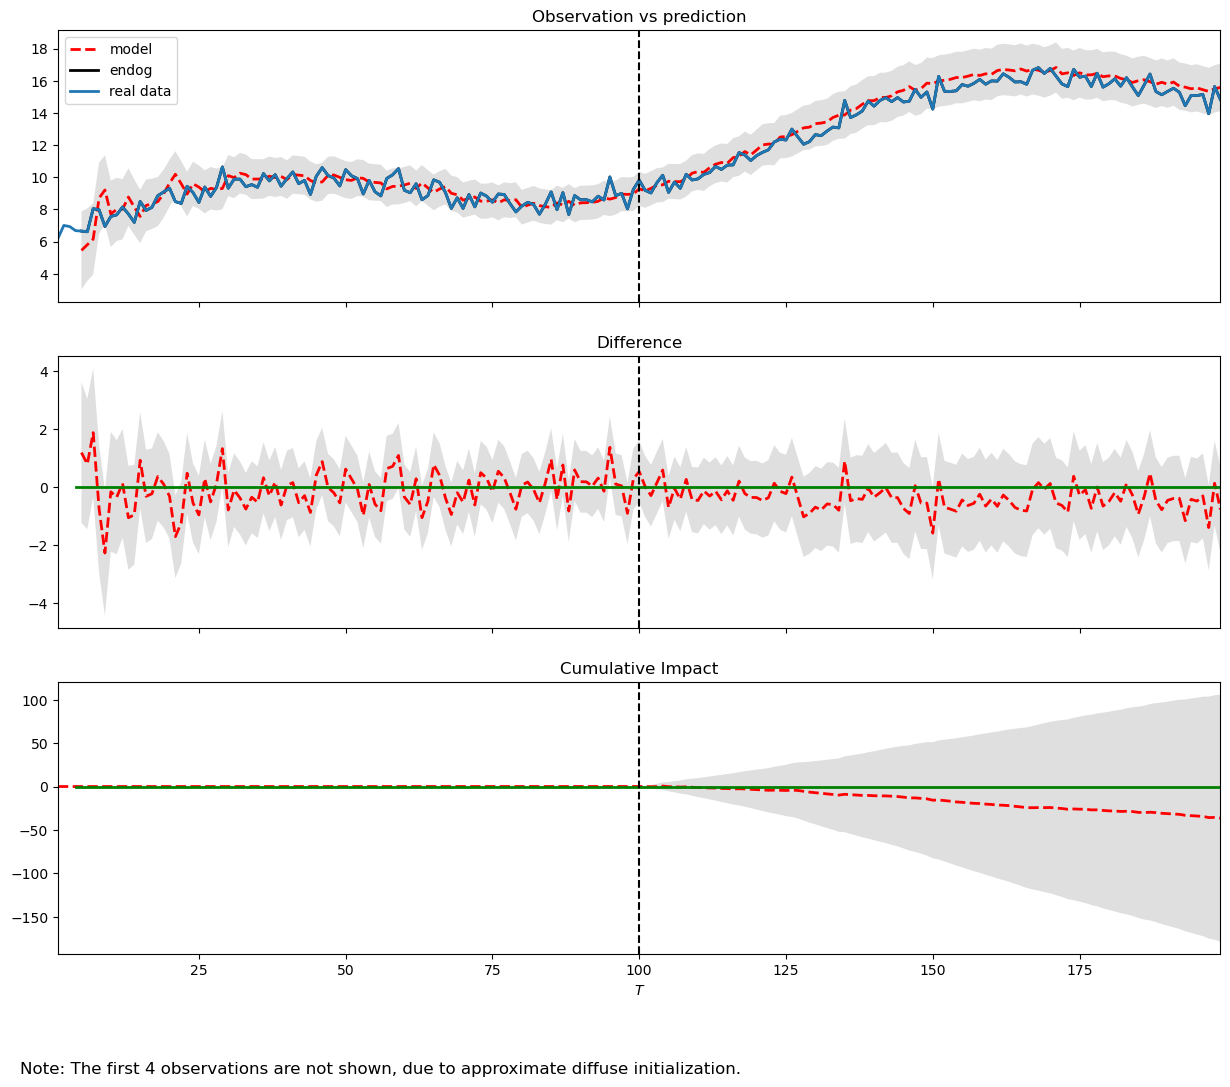 Observation vs prediction
18
16
14
12
10
8
6
4
model
endog
real data
Difference
4
2
0
−2
−4
Cumulative Impact
100
50
0
−50
−100
−150
25 50 75 100 125 150 175
T
Note: The first 4 observations are not shown, due to approximate diffuse initialization.